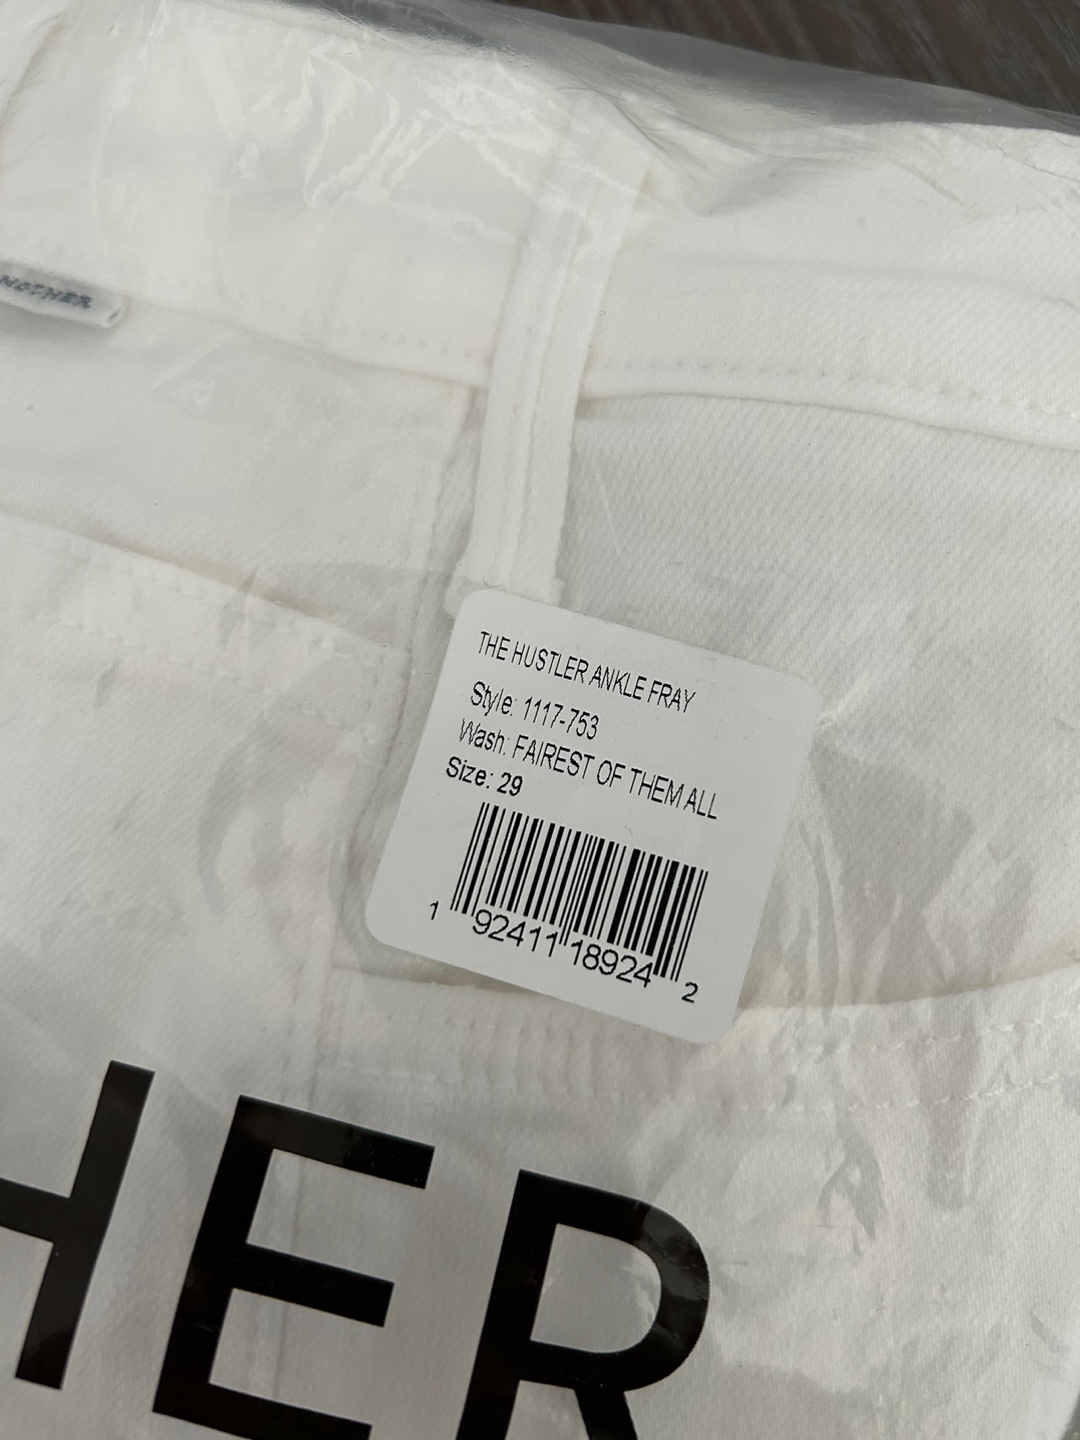 MOTHER
THE HUSTLER ANKLE FRAY
Style: 1117-753
Wash: FAIREST OF THEM ALL
Size: 29
1 92411 18924 2
HER